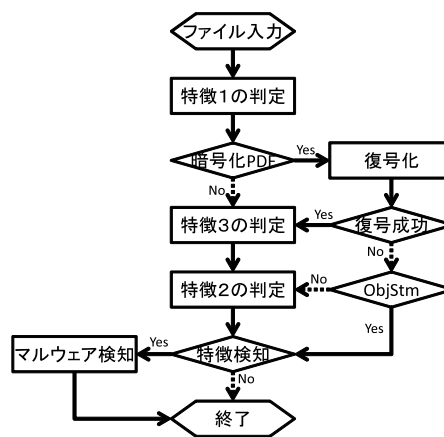 ファイル入力
特徴1の判定
暗号化PDF
Yes
復号化
No
特徴3の判定
Yes
復号成功
No
特徴2の判定
No
ObjStm
Yes
マルウェア検知
Yes
特徴検知
No
終了